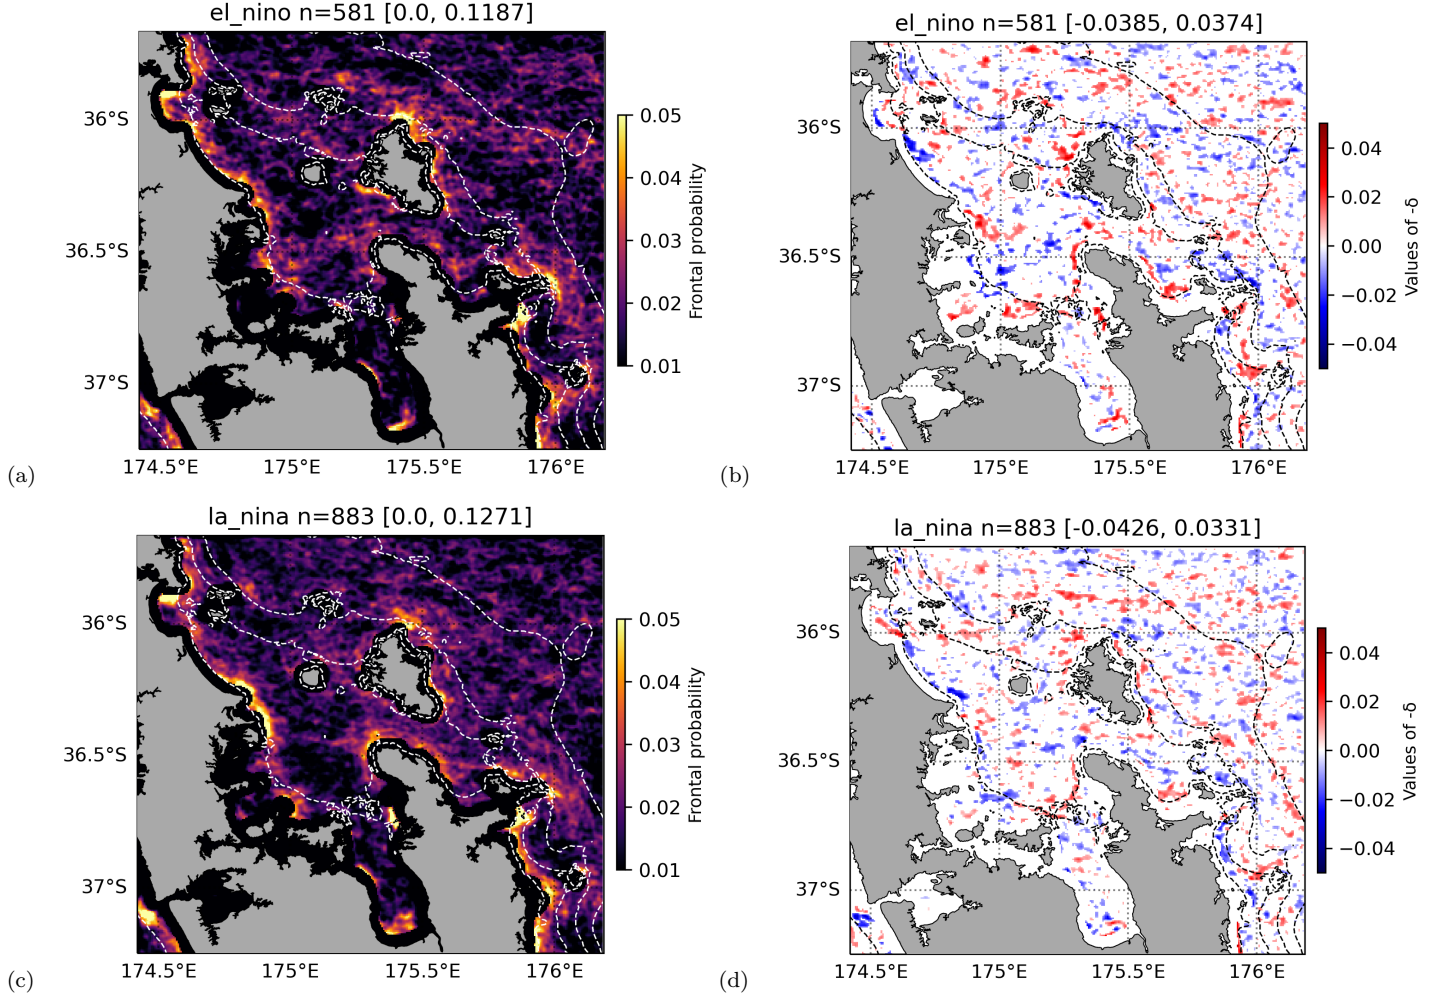 el_nino n=581 [0.0, 0.1187]
36°S
36.5°S
37°S
174.5°E 175°E 175.5°E 176°E
0.05
0.04
0.03
0.02
0.01
Frontal probability
(a)
el_nino n=581 [-0.0385, 0.0374]
36°S
36.5°S
37°S
174.5°E 175°E 175.5°E 176°E
0.04
0.02
0.00
−0.02
−0.04
Values of -δ
(b)
la_nina n=883 [0.0, 0.1271]
36°S
36.5°S
37°S
174.5°E 175°E 175.5°E 176°E
0.05
0.04
0.03
0.02
0.01
Frontal probability
(c)
la_nina n=883 [-0.0426, 0.0331]
36°S
36.5°S
37°S
174.5°E 175°E 175.5°E 176°E
0.04
0.02
0.00
−0.02
−0.04
Values of -δ
(d)